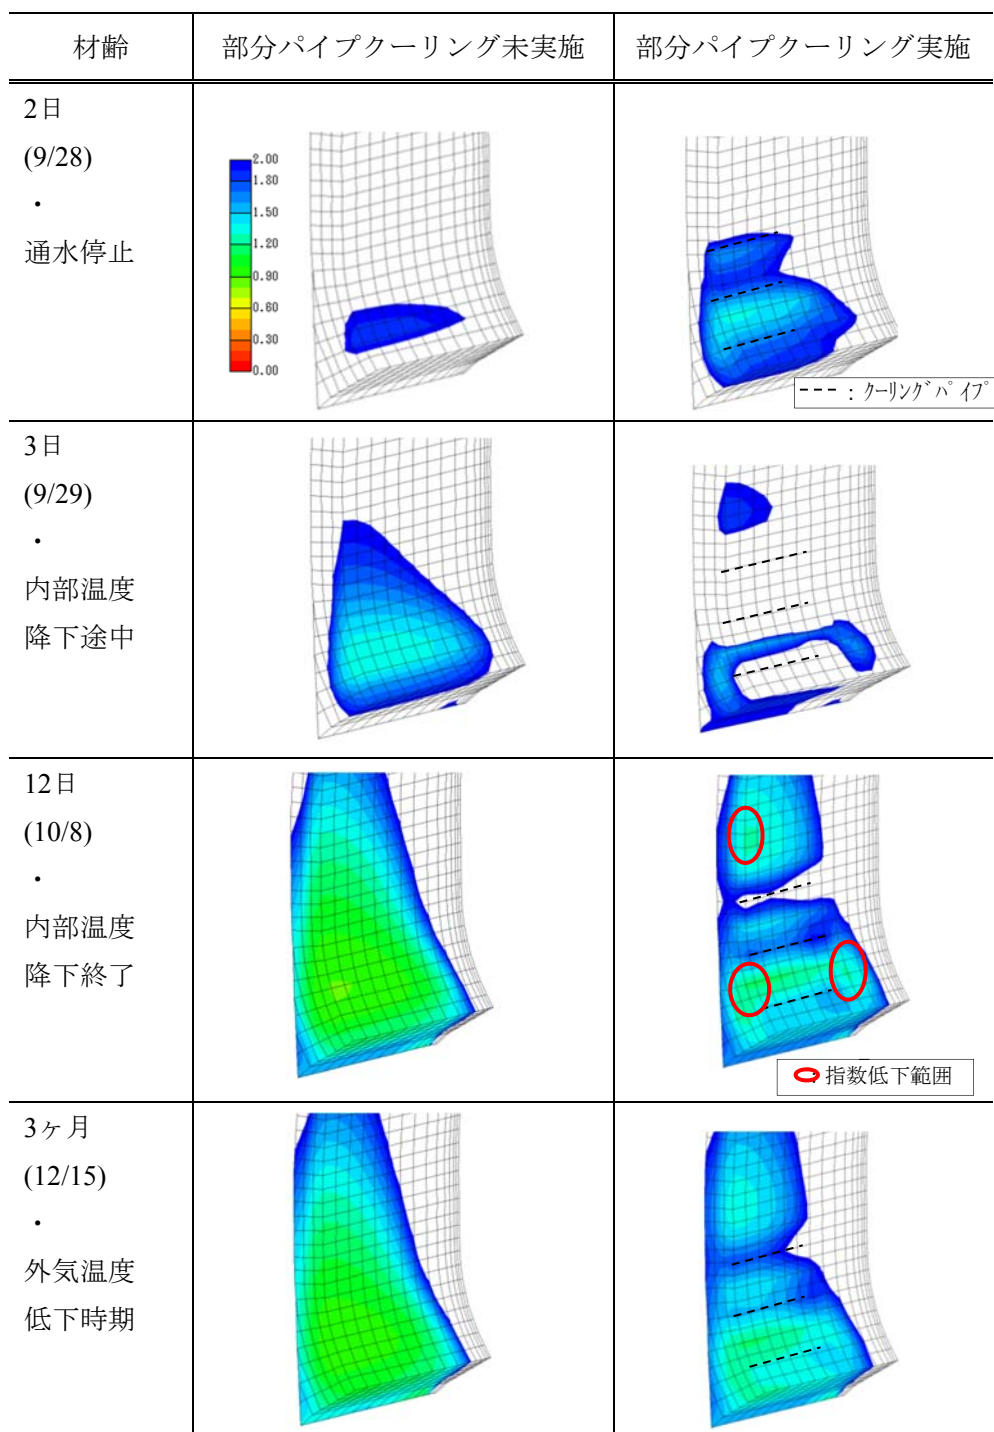 材齢
部分パイプクーリング未実施
部分パイプクーリング実施
2日
(9/28)
・
通水停止
2.00
1.80
1.50
1.20
0.90
0.60
0.30
0.00
---：クーリングパイプ
3日
(9/29)
・
内部温度
降下途中
12日
(10/8)
・
内部温度
降下終了
指数低下範囲
3ヶ月
(12/15)
・
外気温度
低下時期